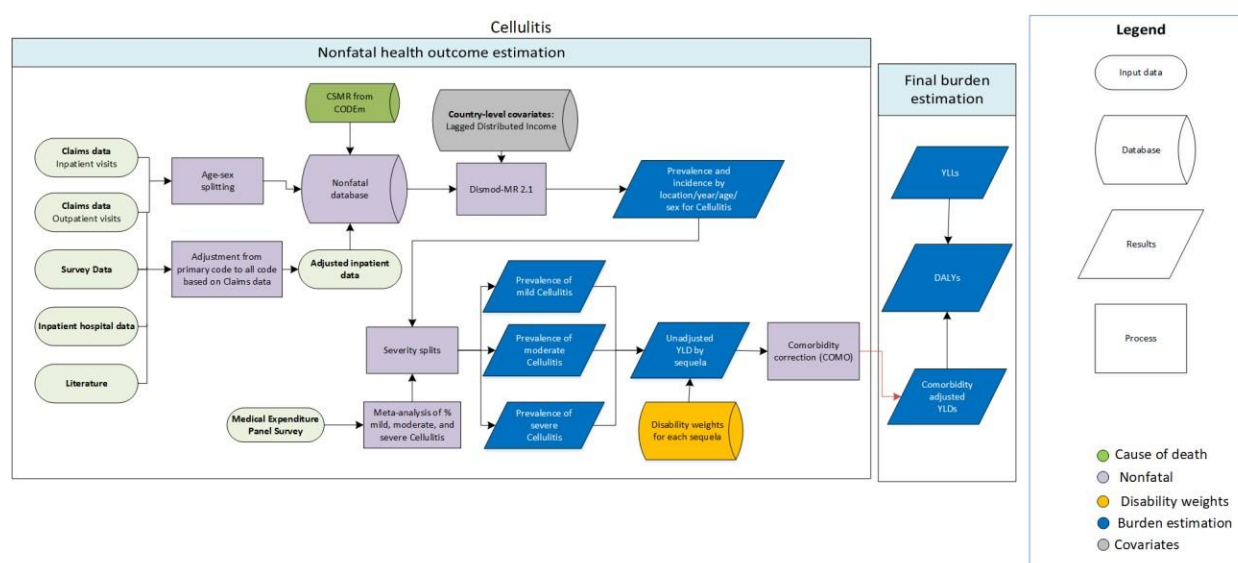 Cellulitis
Nonfatal health outcome estimation
CSMR from
CODEm
Country-level covariates:
Lagged Distributed Income
Claims data
Inpatient visits
Age-sex
splitting
Nonfatal
database
Dismod-MR 2.1
Prevalence and
incidence by
location/year/age/
sex for Cellulitis
Claims data
Outpatient visits
Survey Data
Adjustment from
primary code to all code
based on Claims data
Adjusted inpatient
data
Inpatient hospital data
Literature
Prevalence of
mild Cellulitis
Severity splits
Prevalence of
moderate
Cellulitis
Unadjusted
YLD by
sequela
Comorbidity
correction (COMO)
Medical Expenditure
Panel Survey
Meta-analysis of %
mild, moderate, and
severe Cellulitis
Prevalence of
severe
Cellulitis
Disability weights
for each sequela
Final burden
estimation
YLLs
DALYs
Comorbidity
adjusted
YLDs
Legend
Input data
Database
Results
Process
Cause of death
Nonfatal
Disability weights
Burden estimation
Covariates